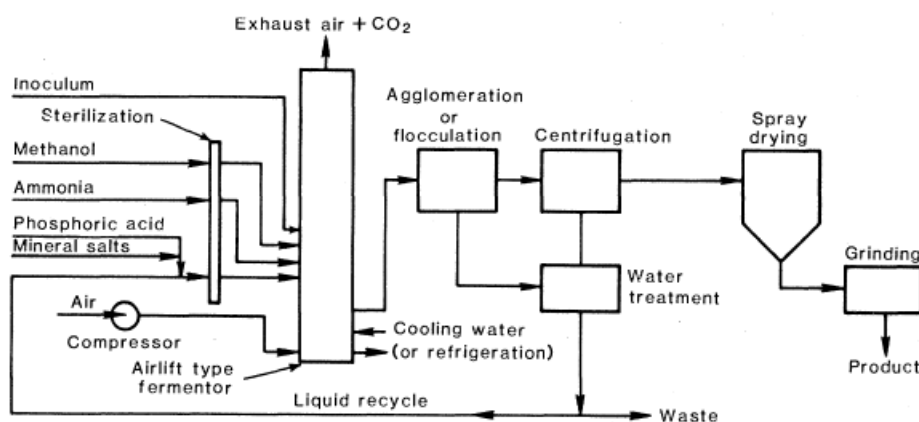 Exhaust air + CO2
Inoculum
Sterilization
Methanol
Ammonia
Phosphoric acid
Mineral salts
Air
Compressor
Airlift type
fermentor
Agglomeration
or
flocculation
Centrifugation
Spray
drying
Water
treatment
Grinding
Cooling water
(or refrigeration)
Product
Liquid recycle
Waste